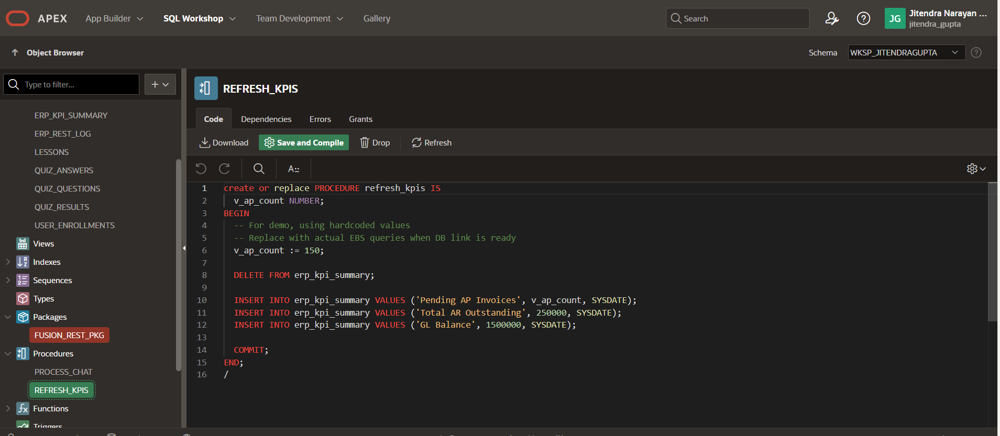 APEX App Builder SQL Workshop Team Development Gallery Search JG Jitendra Narayan ...
jitendra_gupta
Object Browser Schema WKSP_JITENDRAGUPTA
Type to filter...
ERP_KPI_SUMMARY
ERP_REST_LOG
LESSONS
QUIZ_ANSWERS
QUIZ_QUESTIONS
QUIZ_RESULTS
USER_ENROLLMENTS
Views
Indexes
Sequences
Types
Packages
FUSION_REST_PKG
Procedures
PROCESS_CHAT
REFRESH_KPIS
Functions
Triggers
REFRESH_KPIS
Code Dependencies Errors Grants
Download Save and Compile Drop Refresh
A::
1 create or replace PROCEDURE refresh_kpis IS
2 v_ap_count NUMBER;
3 BEGIN
4 -- For demo, using hardcoded values
5 -- Replace with actual EBS queries when DB link is ready
6 v_ap_count := 150;
7
8 DELETE FROM erp_kpi_summary;
9
10 INSERT INTO erp_kpi_summary VALUES ('Pending AP Invoices', v_ap_count, SYSDATE);
11 INSERT INTO erp_kpi_summary VALUES ('Total AR Outstanding', 250000, SYSDATE);
12 INSERT INTO erp_kpi_summary VALUES ('GL Balance', 1500000, SYSDATE);
13
14 COMMIT;
15 END;
16 /